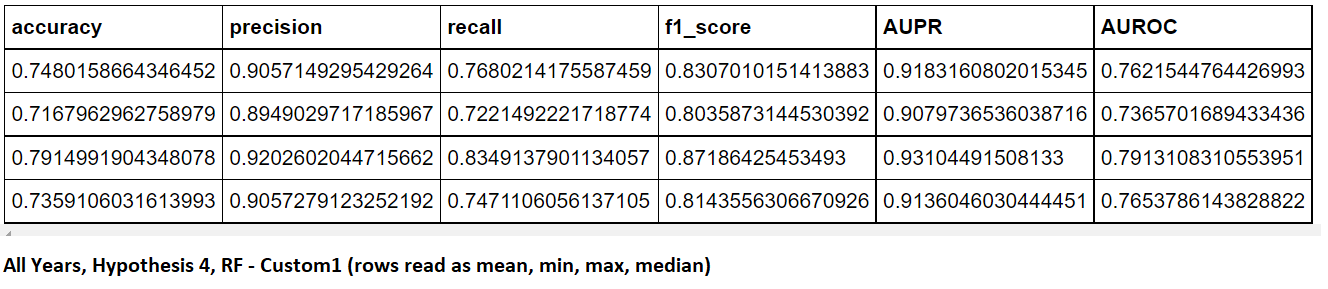 accuracy precision recall f1_score AUPR AUROC
0.7480158664346452 0.9057149295429264 0.7680214175587459 0.8307010151413883 0.9183160802015345 0.7621544764426993
0.7167962962758979 0.8949029717185967 0.7221492221718774 0.8035873144530392 0.9079736536038716 0.7365701689433436
0.7914991904348078 0.9202602044715662 0.8349137901134057 0.87186425453493 0.93104491508133 0.7913108310553951
0.7359106031613993 0.9057279123252192 0.7471106056137105 0.8143556306670926 0.9136046030444451 0.7653786143828822
All Years, Hypothesis 4, RF - Custom1 (rows read as mean, min, max, median)